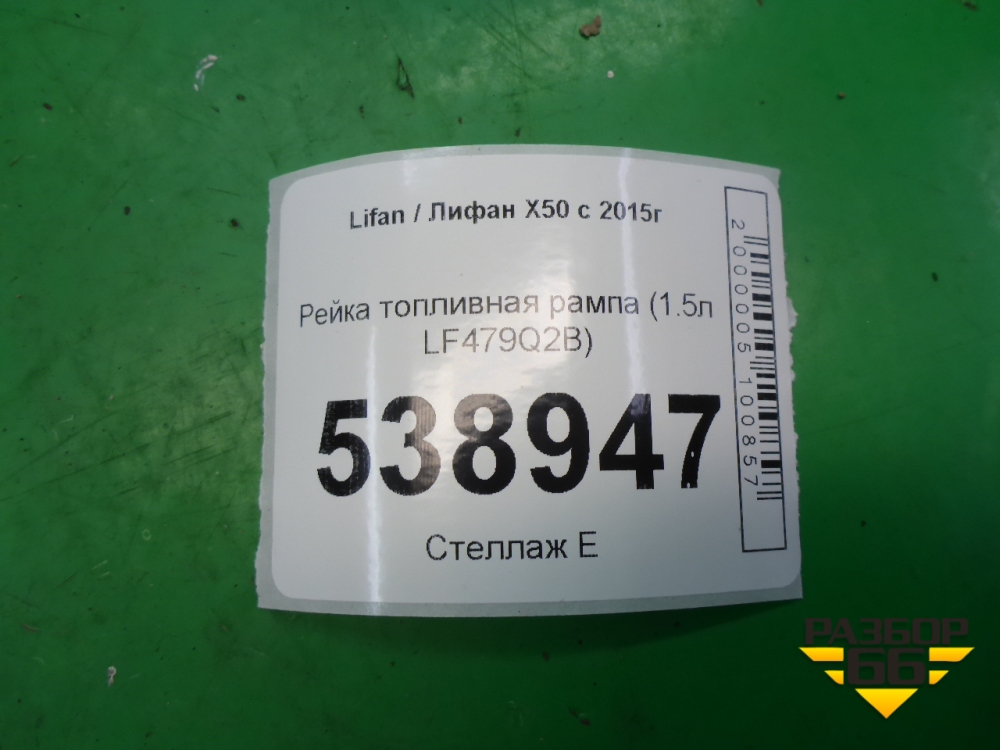 Lifan / Лифан X50 с 2015г
Рейка топливная рампа (1.5л
LF479Q2B)
538947
Стеллаж Е
2000005100857
РАЗБОР
66